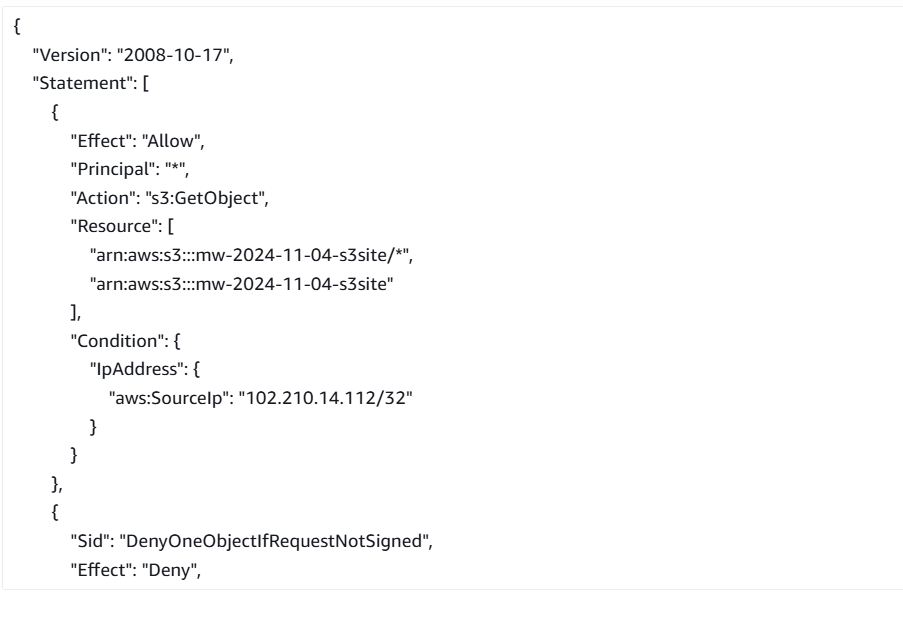 {
"Version": "2008-10-17",
"Statement": [
{
"Effect": "Allow",
"Principal": "*",
"Action": "s3:GetObject",
"Resource": [
"arn:aws:s3:::mw-2024-11-04-s3site/*",
"arn:aws:s3:::mw-2024-11-04-s3site"
],
"Condition": {
"IpAddress": {
"aws:SourceIp": "102.210.14.112/32"
}
}
},
{
"Sid": "DenyOneObjectIfRequestNotSigned",
"Effect": "Deny",